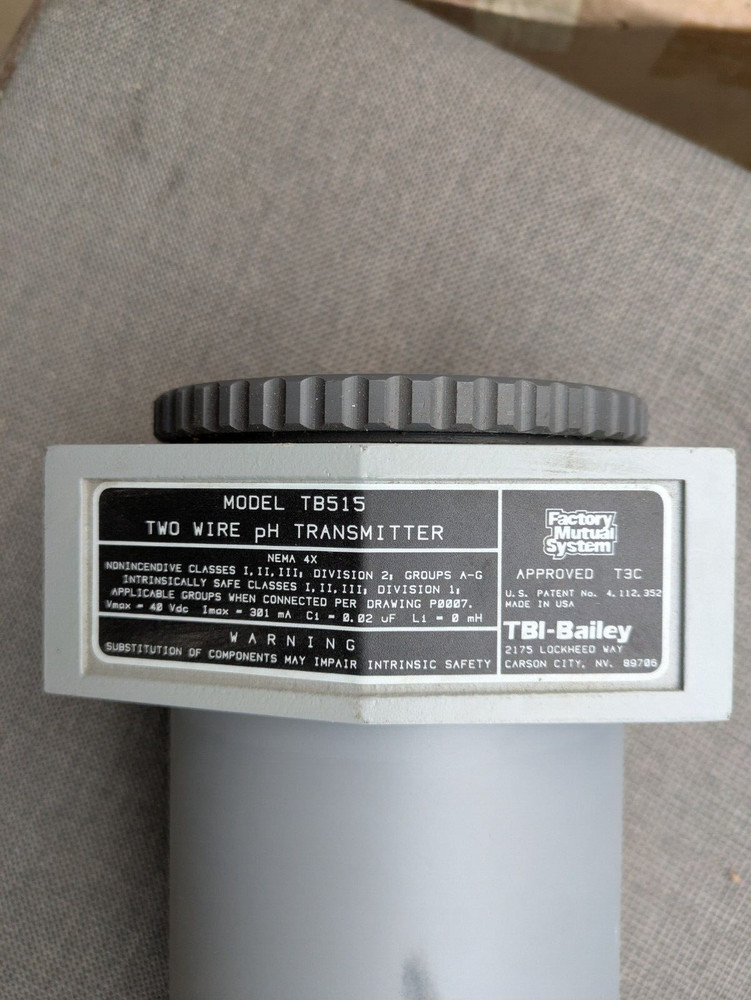 MODEL TB515
TWO WIRE pH TRANSMITTER
NEMA 4X
NONINCENDIVE CLASSES I,II,III; DIVISION 2; GROUPS A-G
INTRINSICALLY SAFE CLASSES I,II,III; DIVISION 1;
APPLICABLE GROUPS WHEN CONNECTED PER DRAWING P0007.
Vmax = 40 Vdc Imax = 301 mA Ci = 0.02 uF Li = 0 mH
WARNING
SUBSTITUTION OF COMPONENTS MAY IMPAIR INTRINSIC SAFETY
Factory
Mutual
System
APPROVED T3C
U.S. PATENT No. 4,112,352
MADE IN USA
TBI-Bailey
2175 LOCKHEED WAY
CARSON CITY, NV. 89706